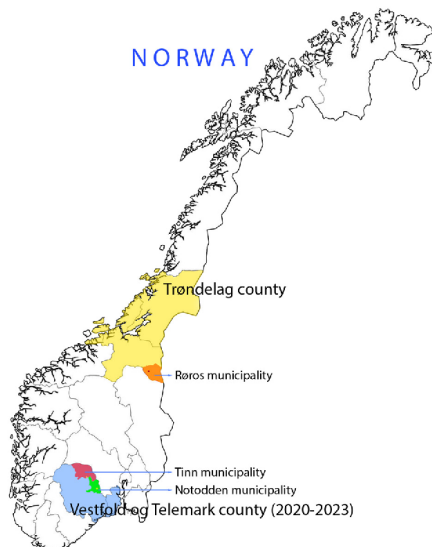 NORWAY
Trøndelag county
Røros municipality
Tinn municipality
Notodden municipality
Vestfold og Telemark county (2020-2023)